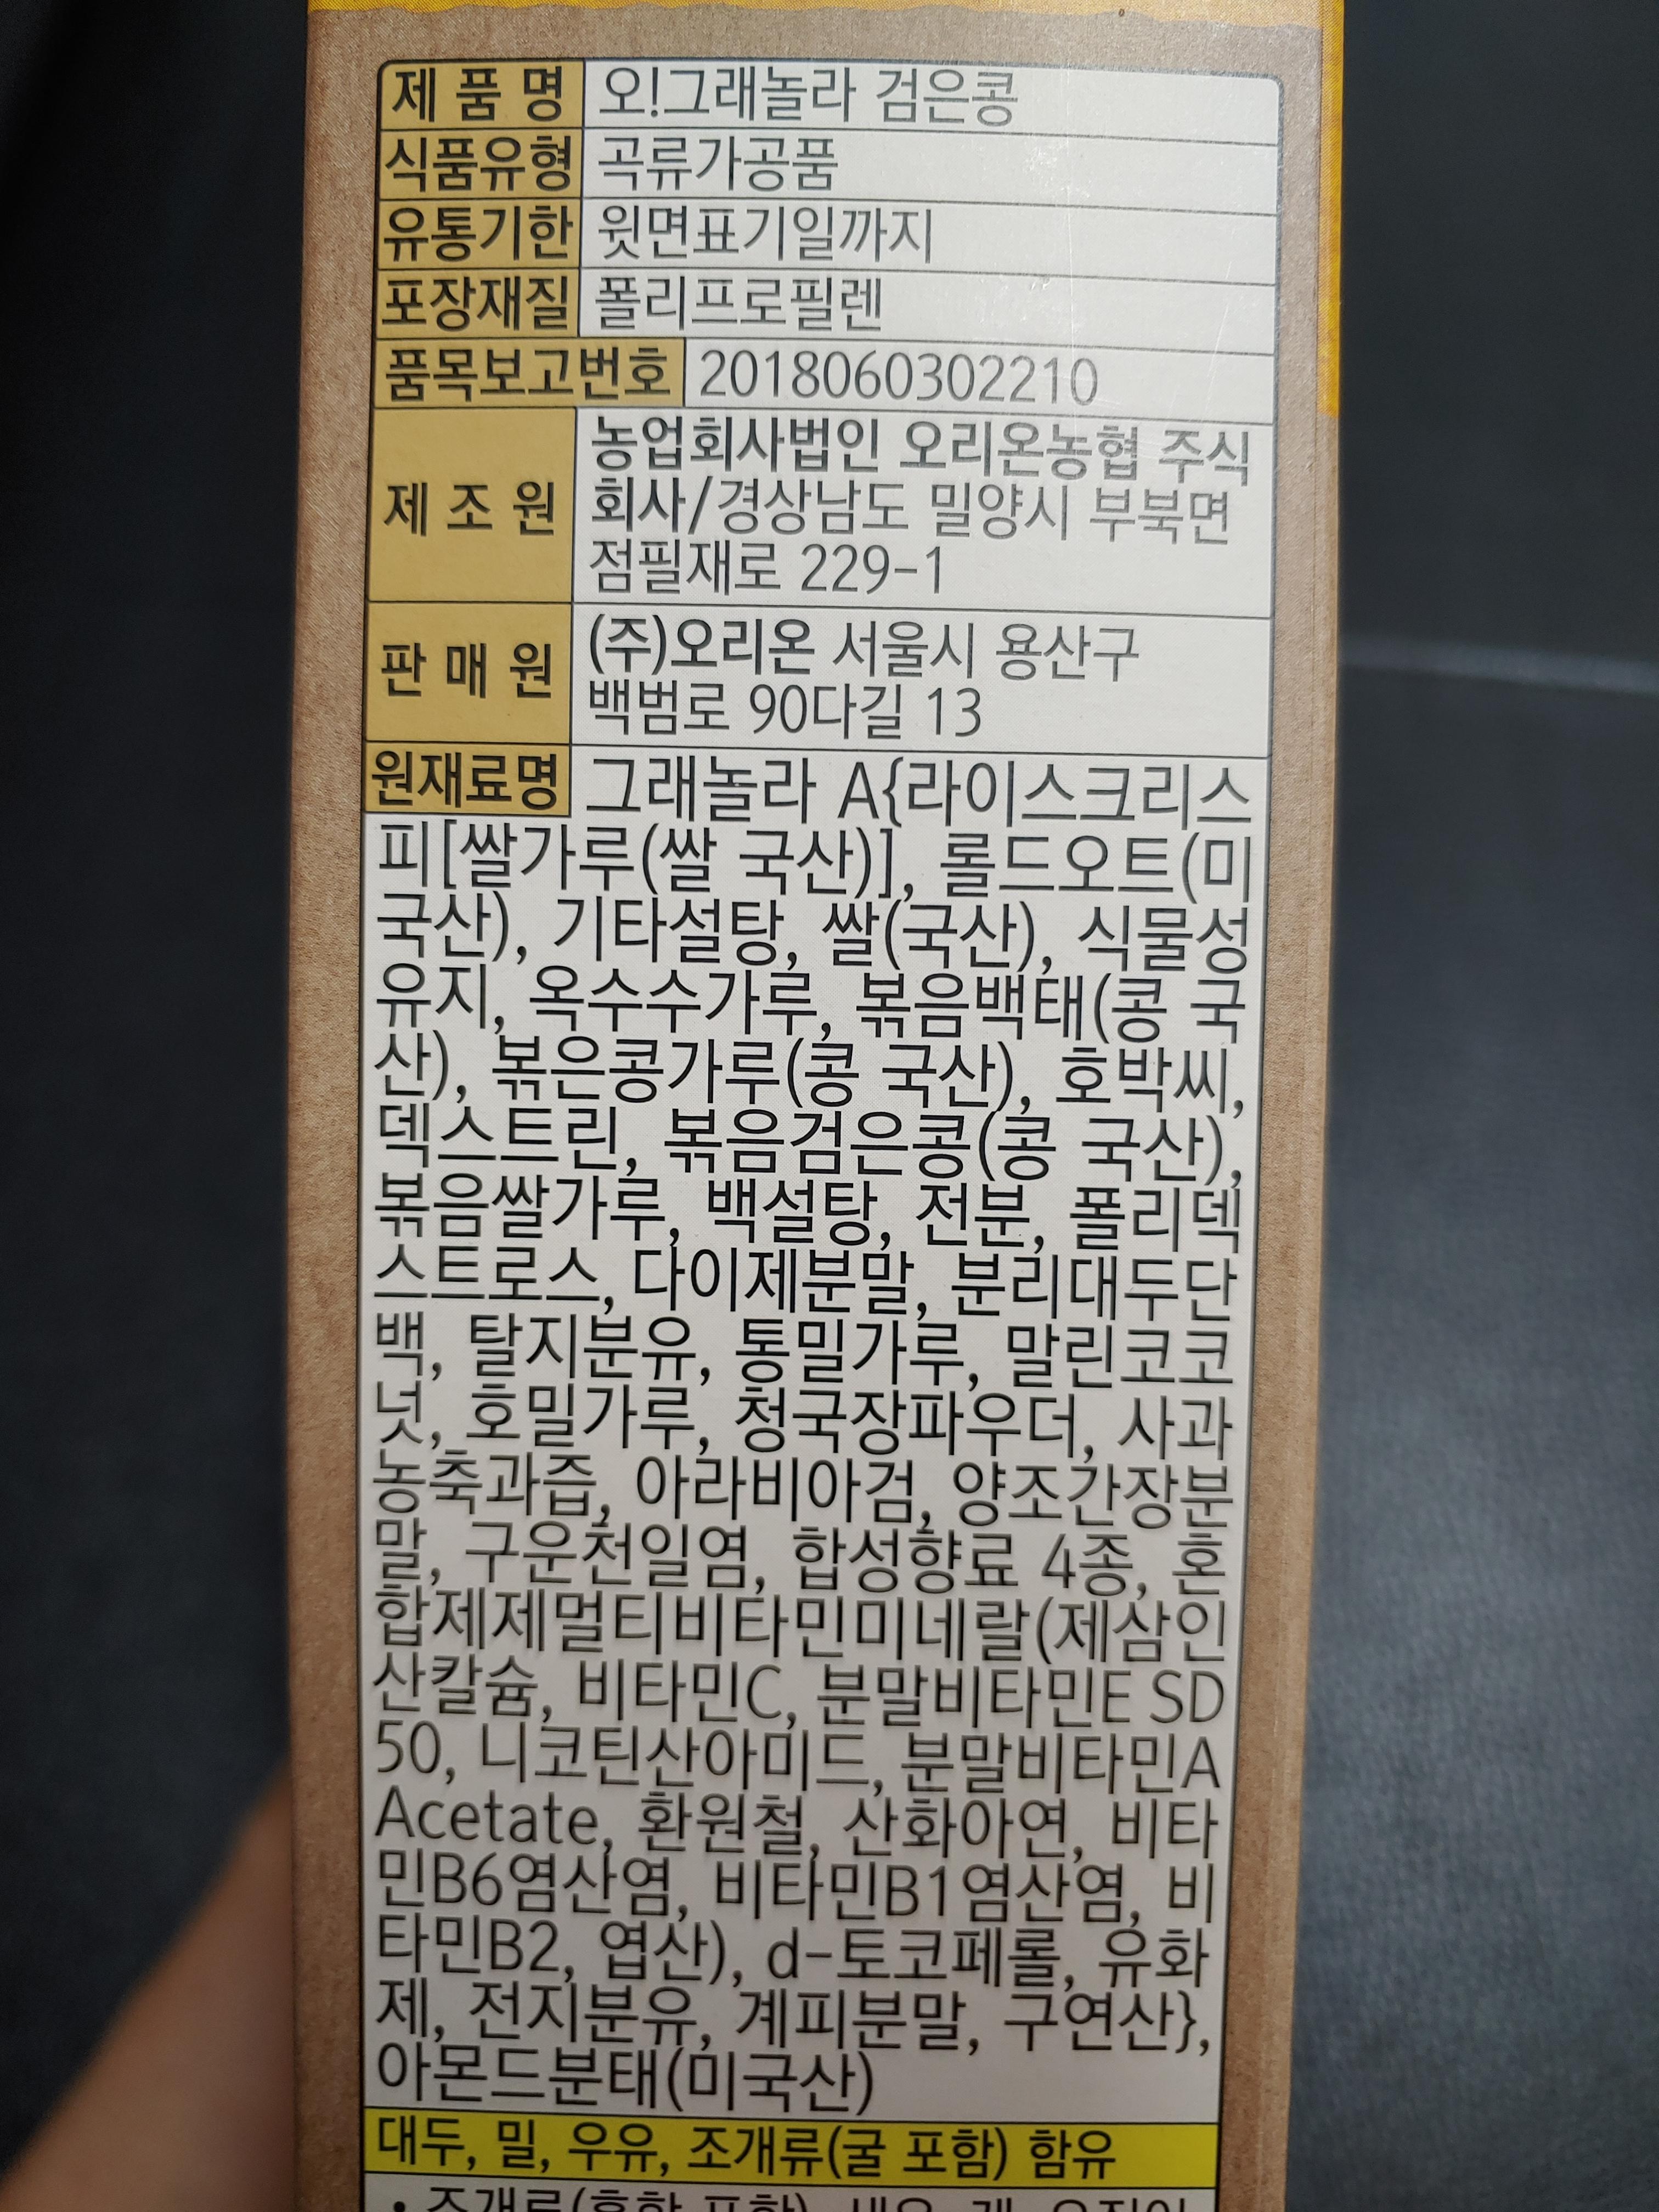 제 품 명 오!그래놀라 검은콩
식품유형 곡류가공품
유통기한 윗면표기일까지
포장재질 폴리프로필렌
품목보고번호 2018060302210
제 조 원 농업회사법인 오리온농협 주식
회사/경상남도 밀양시 부북면
점필재로 229-1
판 매 원 (주)오리온 서울시 용산구
백범로 90다길 13
원재료명 그래놀라 A{라이스크리스
피[쌀가루(쌀 국산)], 롤드오트(미
국산), 기타설탕, 쌀(국산), 식물성
유지, 옥수수가루, 볶음백태(콩 국
산), 볶은콩가루(콩 국산), 호박씨,
덱스트린, 볶음검은콩(콩 국산),
볶음쌀가루, 백설탕, 전분, 폴리덱
스트로스, 다이제분말, 분리대두단
백, 탈지분유, 통밀가루, 말린코코
넛, 호밀가루, 청국장파우더, 사과
농축과즙, 아라비아검, 양조간장분
말, 구운천일염, 합성향료 4종, 혼
합제제멀티비타민미네랄(제삼인
산칼슘, 비타민C, 분말비타민E SD
50, 니코틴산아미드, 분말비타민A
Acetate, 환원철, 산화아연, 비타
민B6염산염, 비타민B1염산염, 비
타민B2, 엽산), d-토코페롤, 유화
제, 전지분유, 계피분말, 구연산},
아몬드분태(미국산)
대두, 밀, 우유, 조개류(굴 포함) 함유